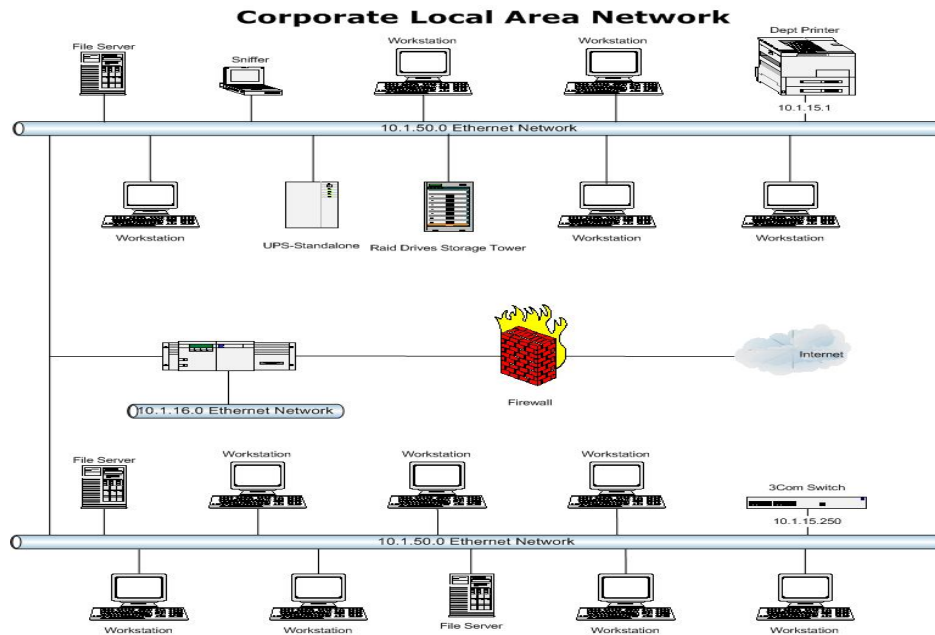 Corporate Local Area Network
File Server
Sniffer
Workstation
Workstation
Dept Printer
10.1.15.1
10.1.50.0 Ethernet Network
Workstation
UPS-Standalone
Raid Drives Storage Tower
Workstation
Workstation
Firewall
Internet
10.1.16.0 Ethernet Network
File Server
Workstation
Workstation
Workstation
3Com Switch
10.1.15.250
10.1.50.0 Ethernet Network
Workstation
Workstation
File Server
Workstation
Workstation